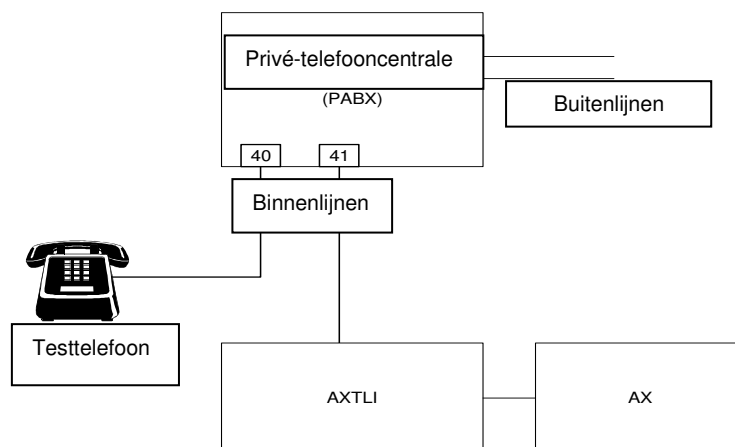 Privé-telefooncentrale
(PABX)
Buitenlijnen
40
41
Binnenlijnen
Testtelefoon
AXTLI
AX